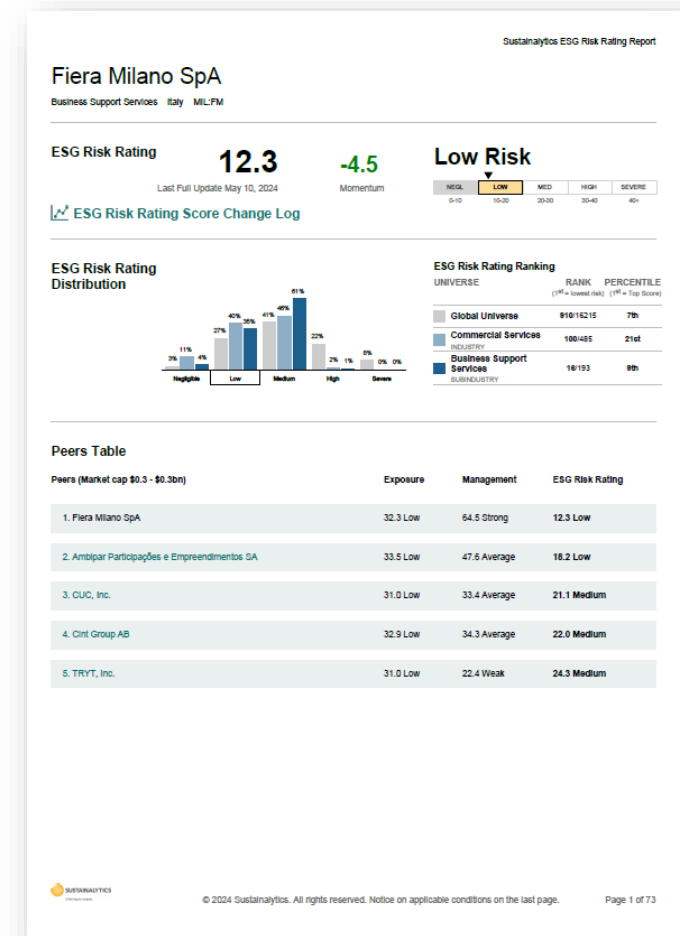 Sustainalytics ESG Risk Rating Report
Fiera Milano SpA
Business Support Services Italy MIL:FM
ESG Risk Rating
12.3
-4.5
Low Risk
Last Full Update May 10, 2024
Momentum
NEGL LOW MED HIGH SEVERE
0-10 10-20 20-30 30-40 40+
ESG Risk Rating Score Change Log
ESG Risk Rating
Distribution
3% 11% 4%
27% 40% 35%
41% 46% 61%
22% 2% 1%
8% 0% 0%
Negligible Low Medium High Severe
ESG Risk Rating Ranking
UNIVERSE RANK PERCENTILE
(1st = lowest risk) (1st = Top Score)
Global Universe 910/16215 7th
Commercial Services 100/485 21st
INDUSTRY
Business Support
Services 16/193 9th
SUBINDUSTRY
Peers Table
Peers (Market cap $0.3 - $0.3bn) Exposure Management ESG Risk Rating
1. Fiera Milano SpA 32.3 Low 64.5 Strong 12.3 Low
2. Ambipar Participações e Empreendimentos SA 33.5 Low 47.6 Average 18.2 Low
3. CUC, Inc. 31.0 Low 33.4 Average 21.1 Medium
4. Cint Group AB 32.9 Low 34.3 Average 22.0 Medium
5. TRYT, Inc. 31.0 Low 22.4 Weak 24.3 Medium
SUSTAINALYTICS
© 2024 Sustainalytics. All rights reserved. Notice on applicable conditions on the last page. Page 1 of 73